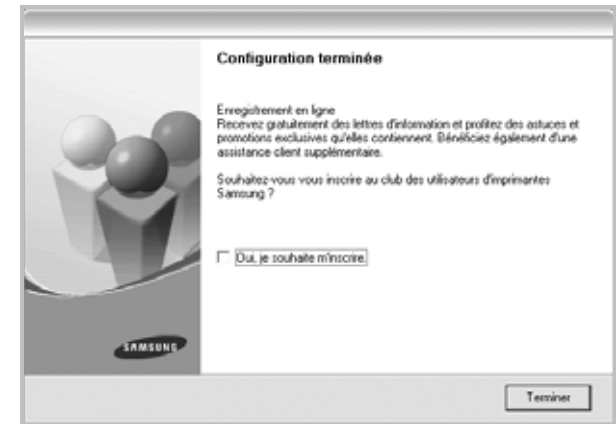 Configuration terminée
Enregistrement en ligne
Recevez gratuitement des lettres d'information et profitez des astuces et
promotions exclusives qu'elles contiennent. Bénéficiez également d'une
assistance client supplémentaire.
Souhaitez-vous vous inscrire au club des utilisateurs d'imprimantes
Samsung ?
Oui, je souhaite m'inscrire.
SAMSUNG
Terminer